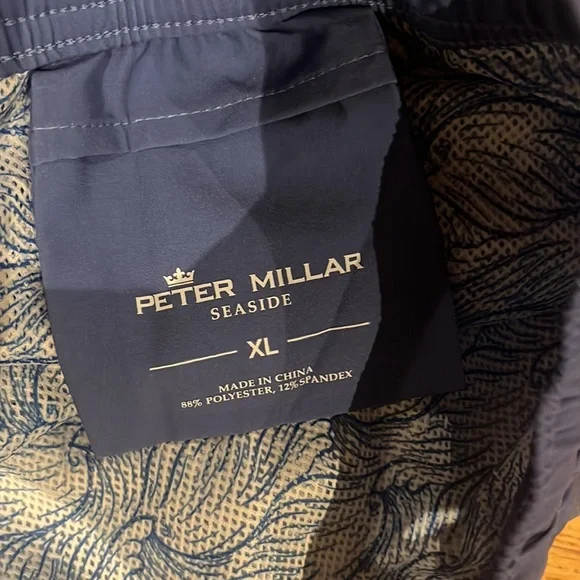 PETER MILLAR
SEASIDE
XL
MADE IN CHINA
88% POLYESTER, 12% SPANDEX